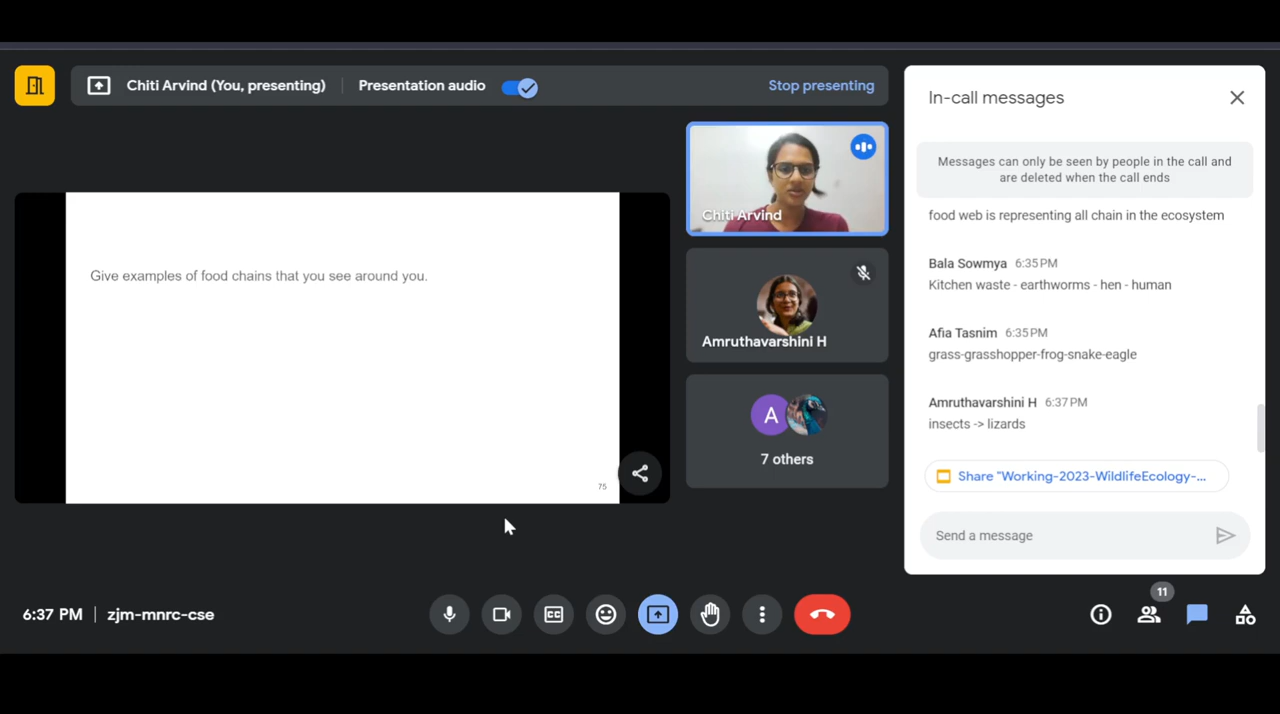 Chiti Arvind (You, presenting)
Presentation audio
Stop presenting
Give examples of food chains that you see around you.
75
Chiti Arvind
Amruthavarshini H
A
7 others
In-call messages
Messages can only be seen by people in the call and
are deleted when the call ends
food web is representing all chain in the ecosystem
Bala Sowmya 6:35 PM
Kitchen waste - earthworms - hen - human
Afia Tasnim 6:35 PM
grass-grasshopper-frog-snake-eagle
Amruthavarshini H 6:37 PM
insects -> lizards
Share "Working-2023-WildlifeEcology-...
Send a message
6:37 PM | zjm-mnrc-cse
CC
11